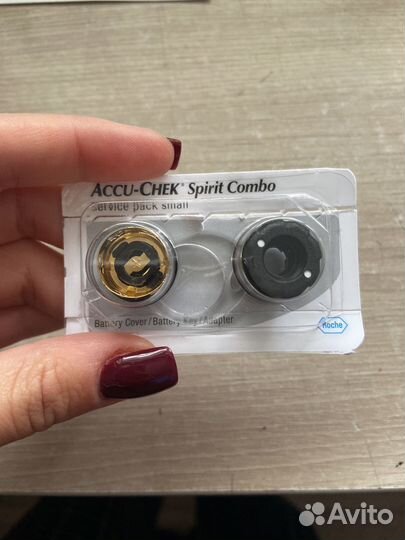 ACCU-CHEK® Spirit Combo
service pack small
Battery Cover/Battery Key/Adapter
Roche
Avito